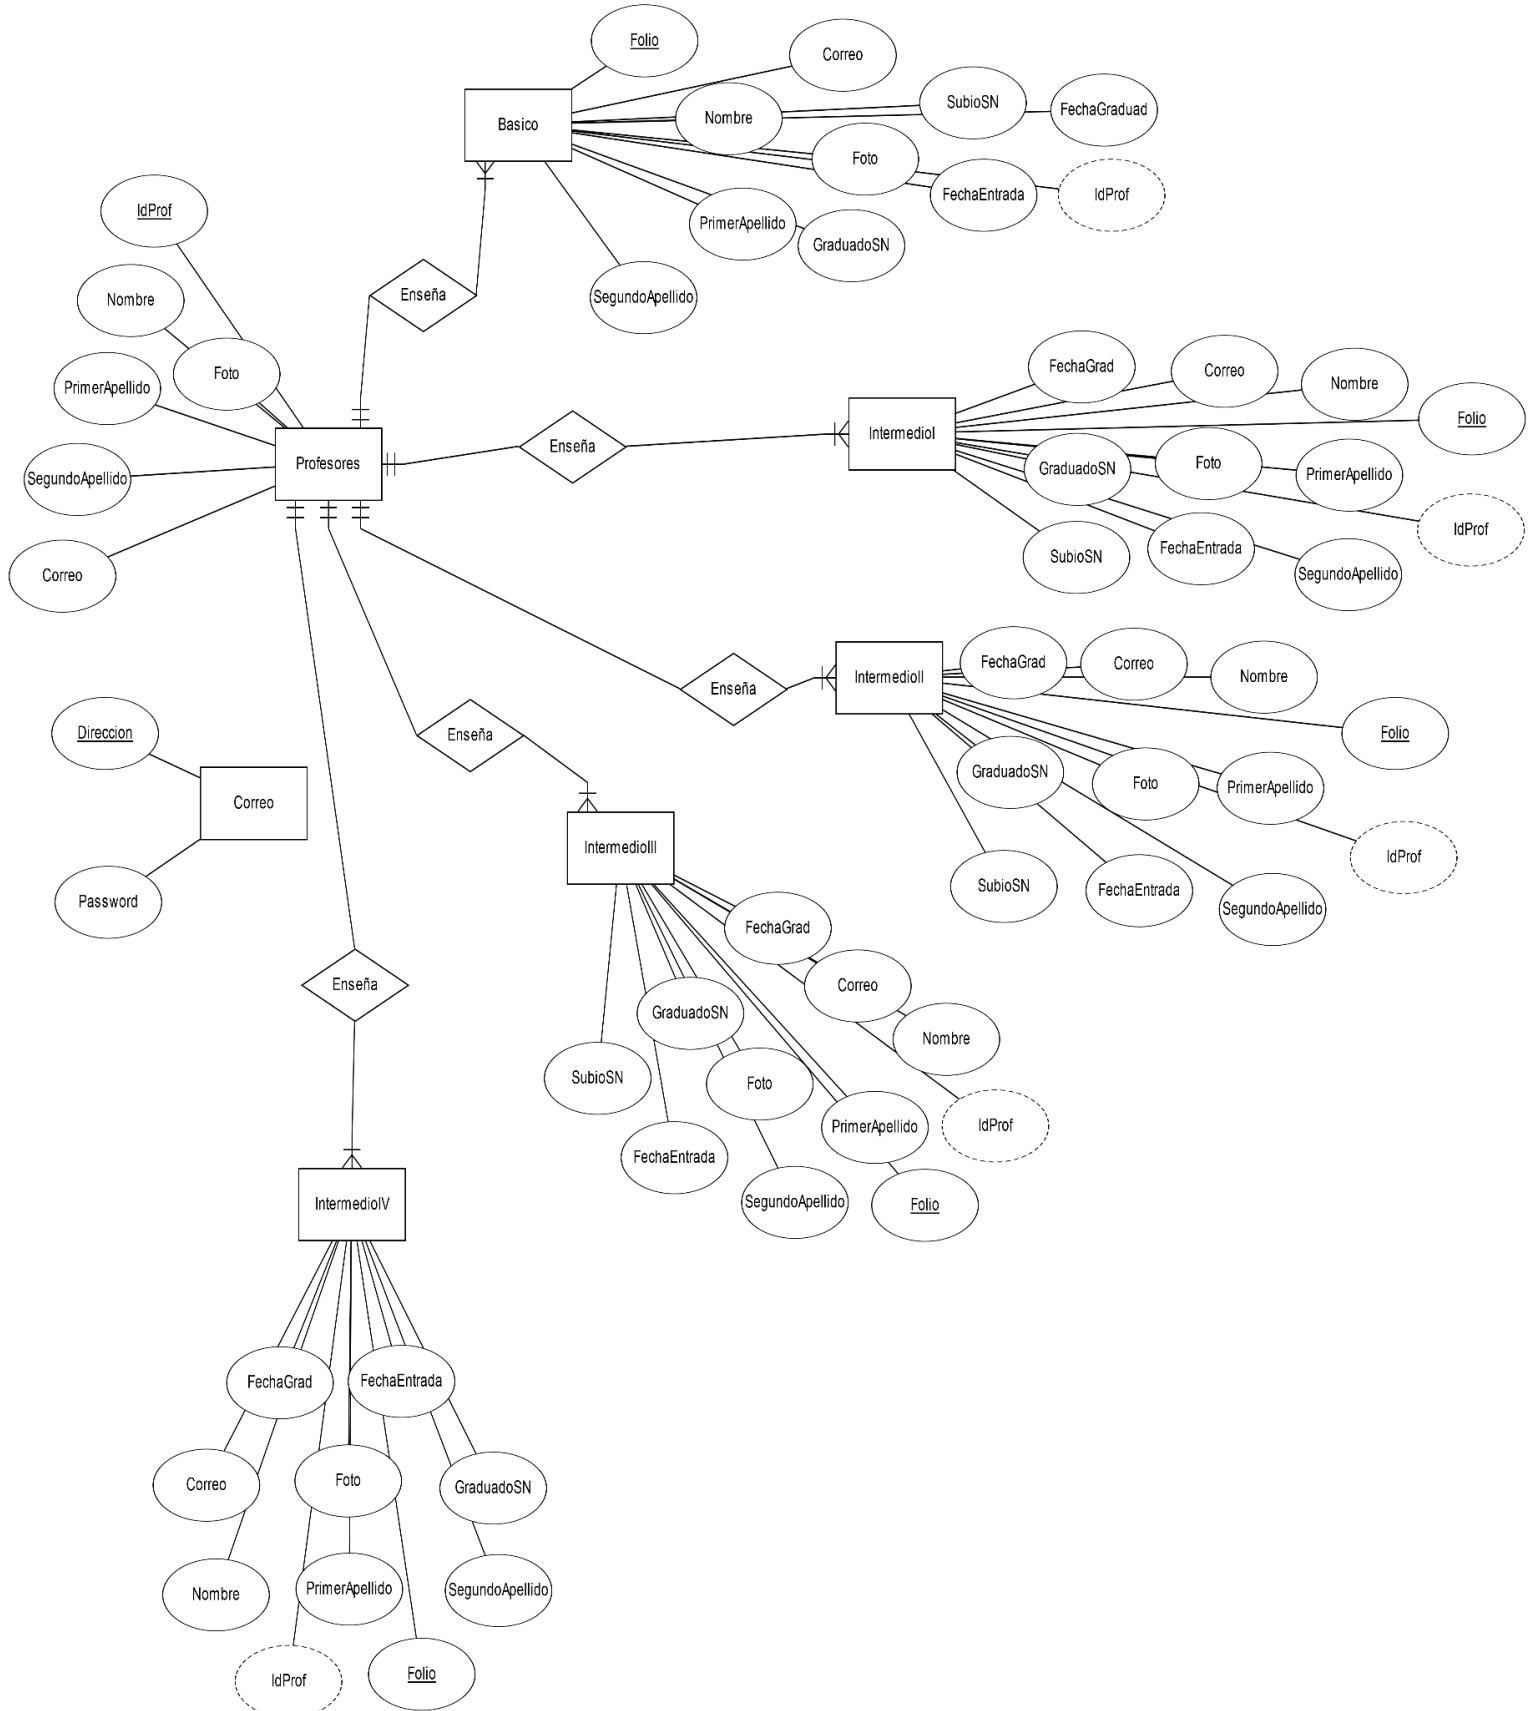 Folio
Correo
Basico
Nombre
SubioSN
FechaGraduad
Foto
FechaEntrada
IdProf
PrimerApellido
GraduadoSN
SegundoApellido
IdProf
Nombre
Foto
PrimerApellido
Profesores
SegundoApellido
Correo
Enseña
Enseña
IntermedioI
FechaGrad
Correo
Nombre
Folio
GraduadoSN
Foto
PrimerApellido
IdProf
SubioSN
FechaEntrada
SegundoApellido
Enseña
IntermedioII
FechaGrad
Correo
Nombre
Folio
GraduadoSN
Foto
PrimerApellido
IdProf
SubioSN
FechaEntrada
SegundoApellido
Direccion
Correo
Password
Enseña
IntermedioIII
FechaGrad
Correo
Nombre
GraduadoSN
Foto
SubioSN
PrimerApellido
IdProf
FechaEntrada
SegundoApellido
Folio
Enseña
IntermedioIV
FechaGrad
FechaEntrada
Correo
Foto
GraduadoSN
Nombre
PrimerApellido
SegundoApellido
IdProf
Folio